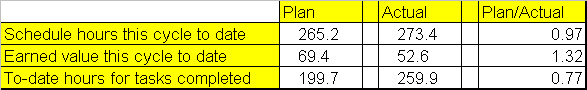 Plan Actual Plan/Actual
Schedule hours this cycle to date 265.2 273.4 0.97
Earned value this cycle to date 69.4 52.6 1.32
To-date hours for tasks completed 199.7 259.9 0.77